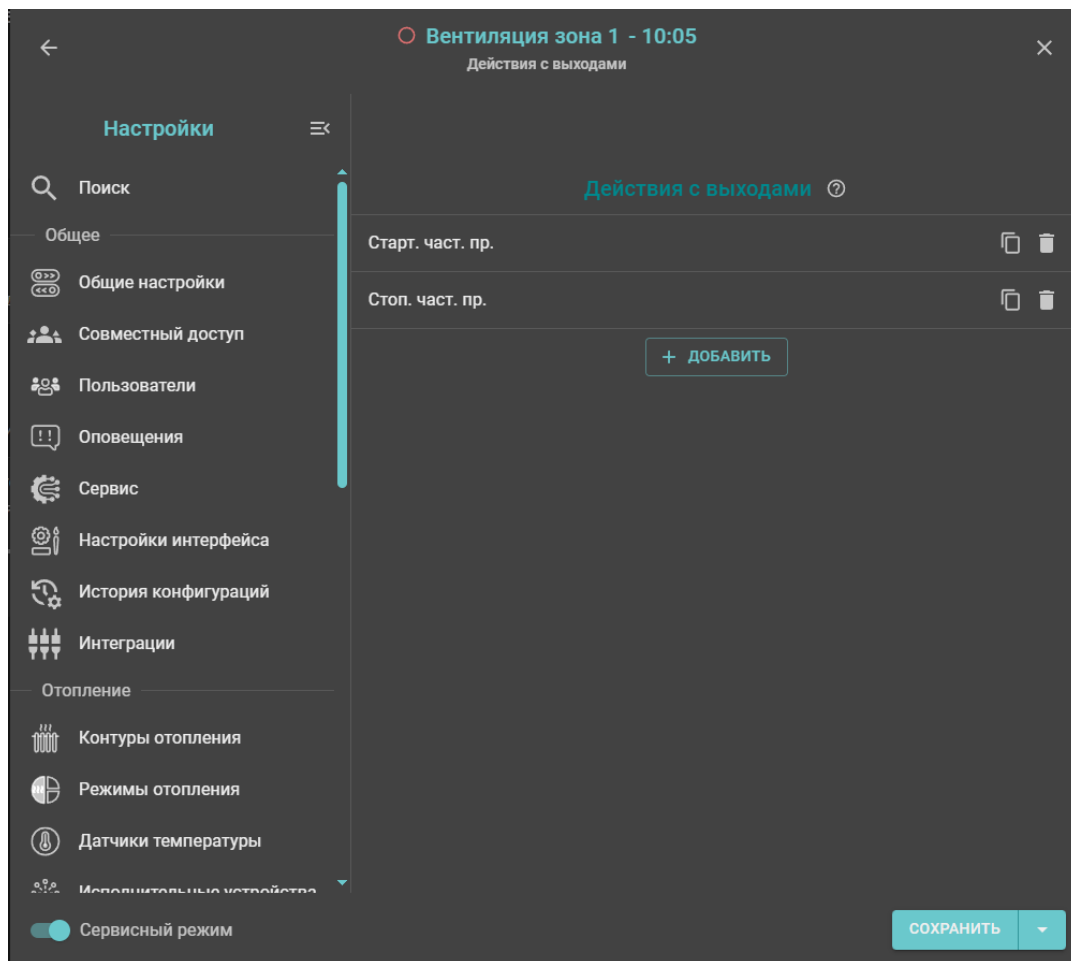 Вентиляция зона 1 - 10:05
Действия с выходами
Настройки
Поиск
Общее
Общие настройки
Совместный доступ
Пользователи
Оповещения
Сервис
Настройки интерфейса
История конфигураций
Интеграции
Отопление
Контуры отопления
Режимы отопления
Датчики температуры
Исполнительные устройства
Сервисный режим
Действия с выходами
Старт. част. пр.
Стоп. част. пр.
+ ДОБАВИТЬ
СОХРАНИТЬ